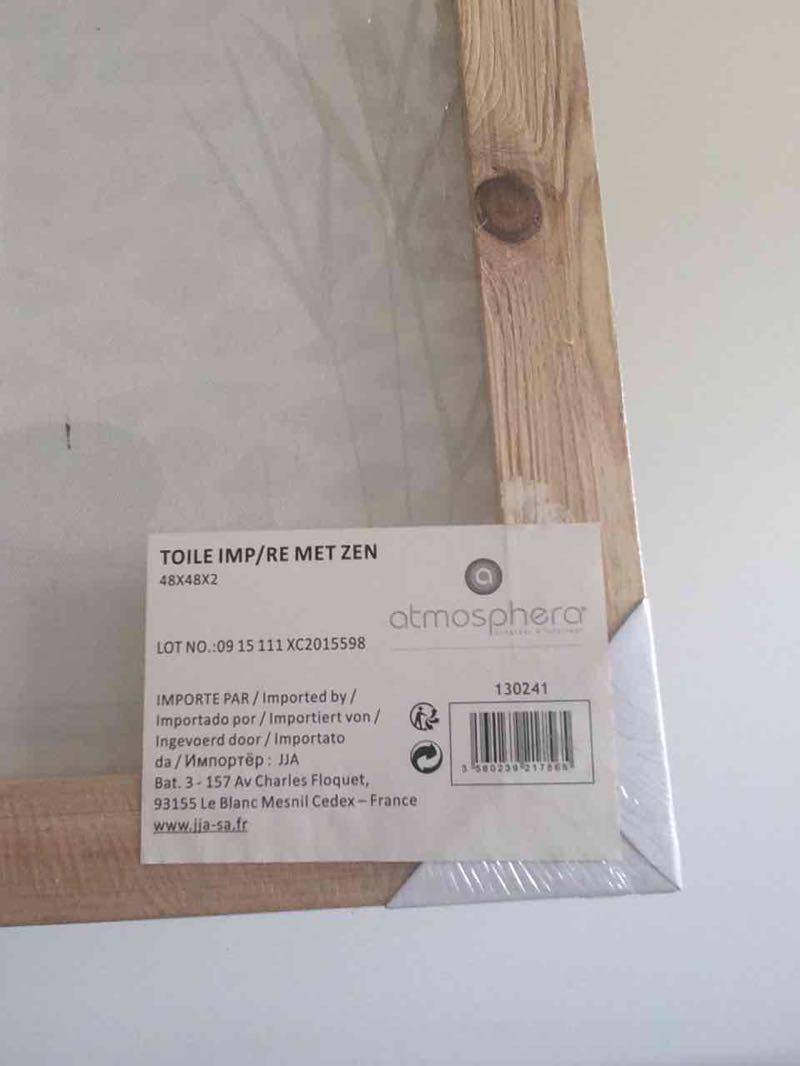 TOILE IMP/RE MET ZEN
48X48X2
a
atmosphera
LOT NO.:09 15 111 XC2015598
130241
IMPORTE PAR / Imported by /
Importado por / Importiert von /
Ingevoerd door / Importato
da / Импортёр : JJA
Bat. 3 - 157 Av Charles Floquet,
93155 Le Blanc Mesnil Cedex – France
www.jja-sa.fr